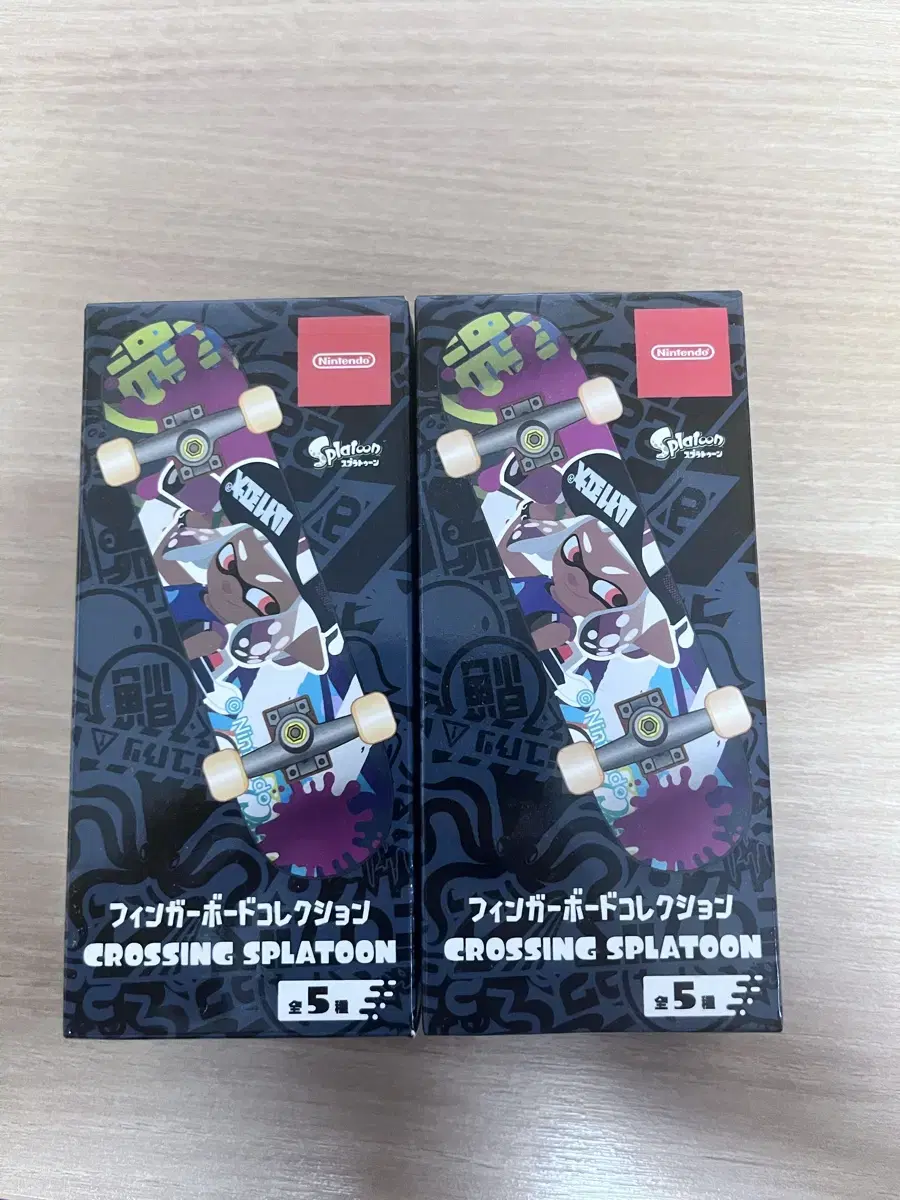 Nintendo
Splatoon
スプラトゥーン
フィンガーボードコレクション
CROSSING SPLATOON
全5種
Nintendo
Splatoon
スプラトゥーン
フィンガーボードコレクション
CROSSING SPLATOON
全5種